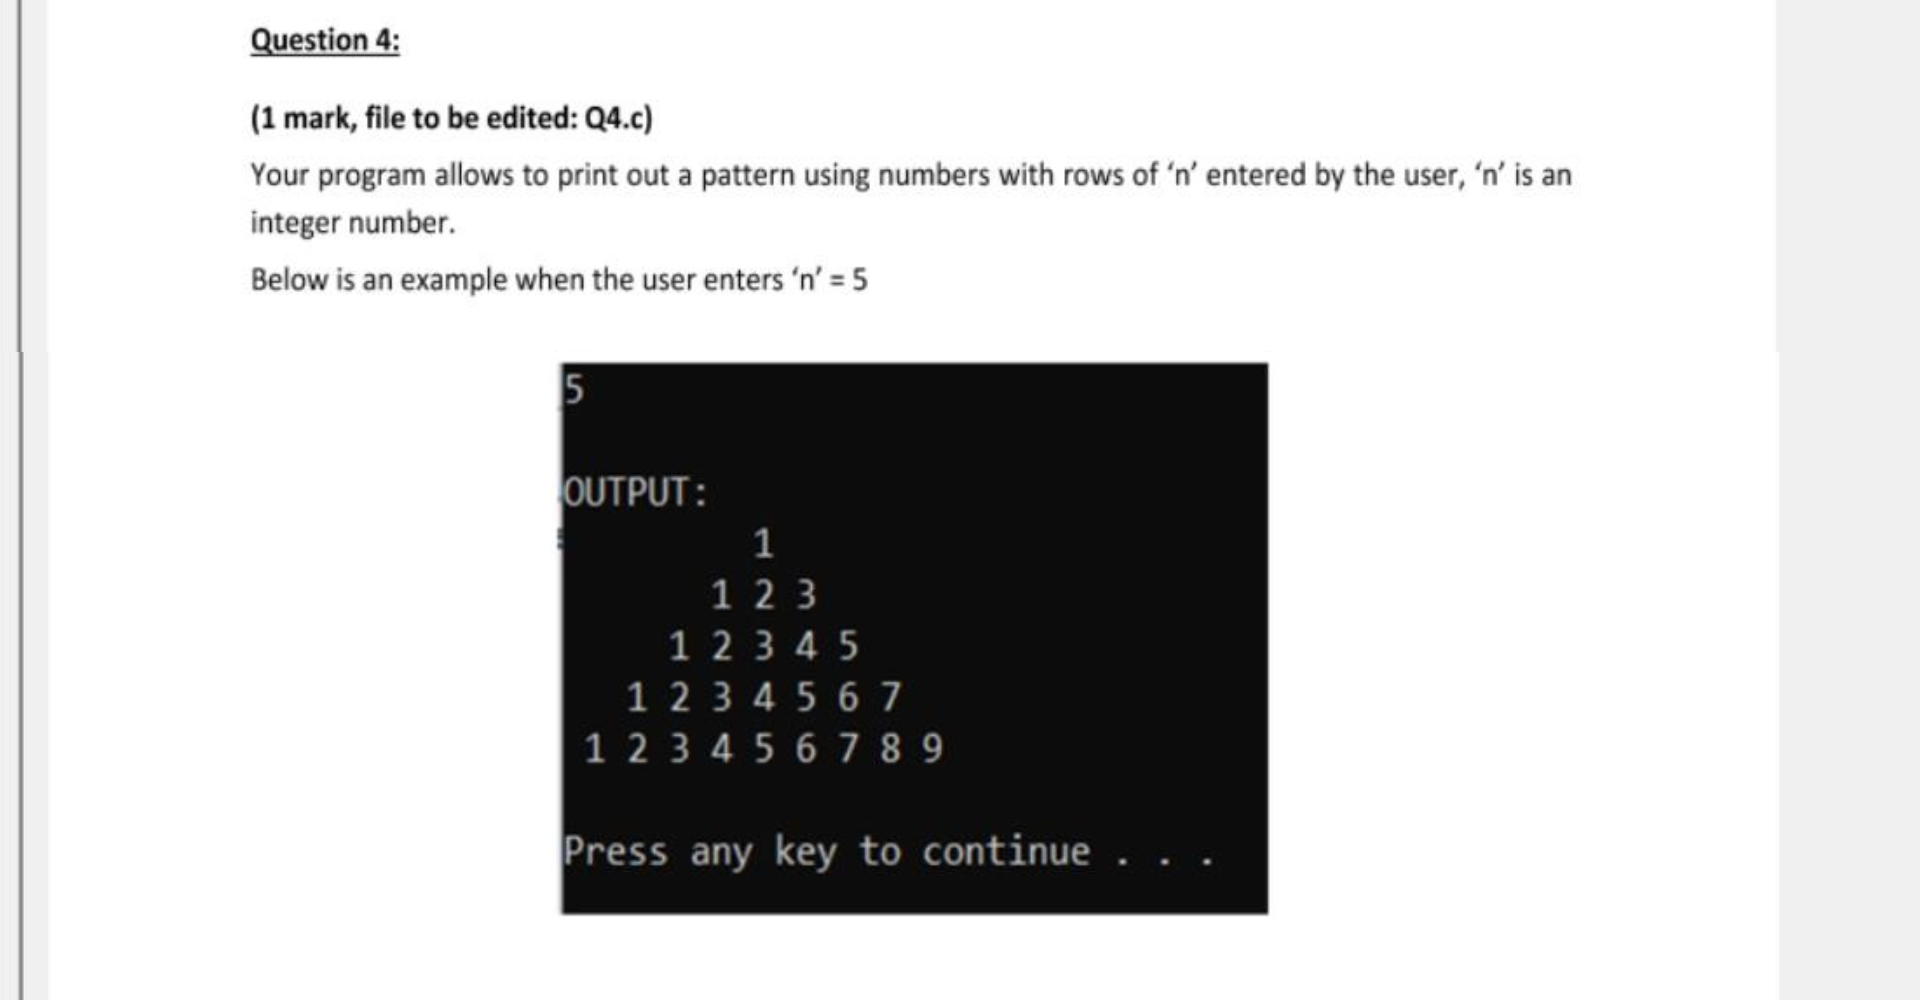 Question 4:
(1 mark, file to be edited: Q4.c)
Your program allows to print out a pattern using numbers with rows of ‘n’ entered by the user, ‘n’ is an
integer number.
Below is an example when the user enters ‘n’ = 5
5
OUTPUT:
1
1 2 3
1 2 3 4 5
1 2 3 4 5 6 7
1 2 3 4 5 6 7 8 9
Press any key to continue . . .